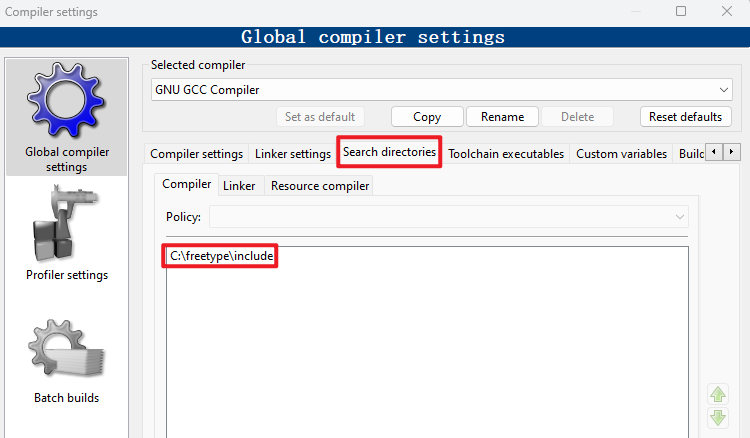 Compiler settings
Global compiler settings
Global compiler
settings
Profiler settings
Batch builds
Selected compiler
GNU GCC Compiler
Set as default Copy Rename Delete Reset defaults
Compiler settings Linker settings Search directories Toolchain executables Custom variables Builc
Compiler Linker Resource compiler
Policy:
C:\freetype\include